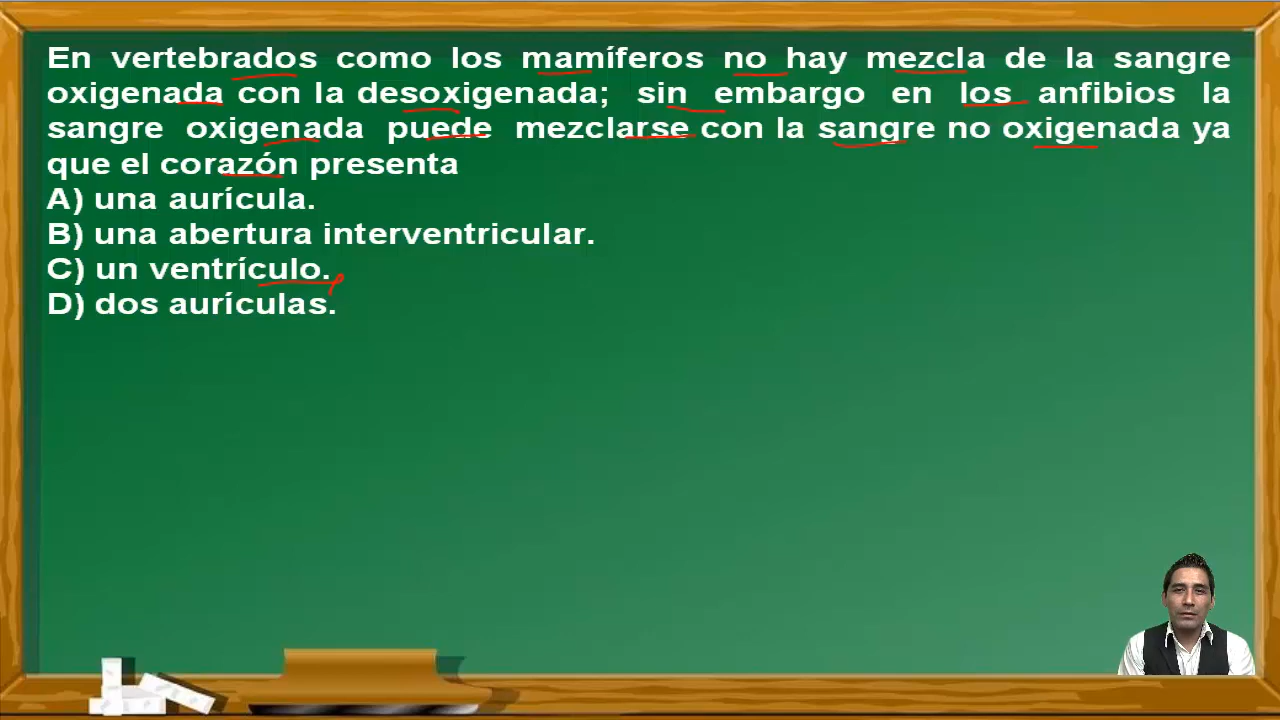 En vertebrados como los mamíferos no hay mezcla de la sangre
oxigenada con la desoxigenada; sin embargo en los anfibios la
sangre oxigenada puede mezclarse con la sangre no oxigenada ya
que el corazón presenta
A) una aurícula.
B) una abertura interventricular.
C) un ventrículo.
D) dos aurículas.